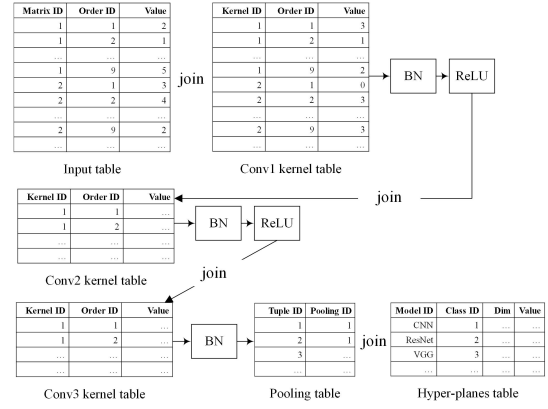 Matrix ID Order ID Value
1 1 2
1 2 1
... ... ...
1 9 5
2 1 3
2 2 4
... ... ...
2 9 2
... ... ...
Input table
join
Kernel ID Order ID Value
1 1 3
1 2 1
... ... ...
1 9 2
2 1 0
2 2 3
... ... ...
2 9 3
... ... ...
Conv1 kernel table
BN
ReLU
join
Kernel ID Order ID Value
1 1 ...
1 2 ...
... ... ...
... ... ...
Conv2 kernel table
BN
ReLU
join
Kernel ID Order ID Value
1 1 ...
1 2 ...
... ... ...
... ... ...
Conv3 kernel table
BN
Tuple ID Pooling ID
1 1
2 1
3 ...
... ...
Pooling table
join
Model ID Class ID Dim Value
CNN 1 ... ...
ResNet 2 ... ...
VGG 3 ... ...
... ... ... ...
Hyper-planes table